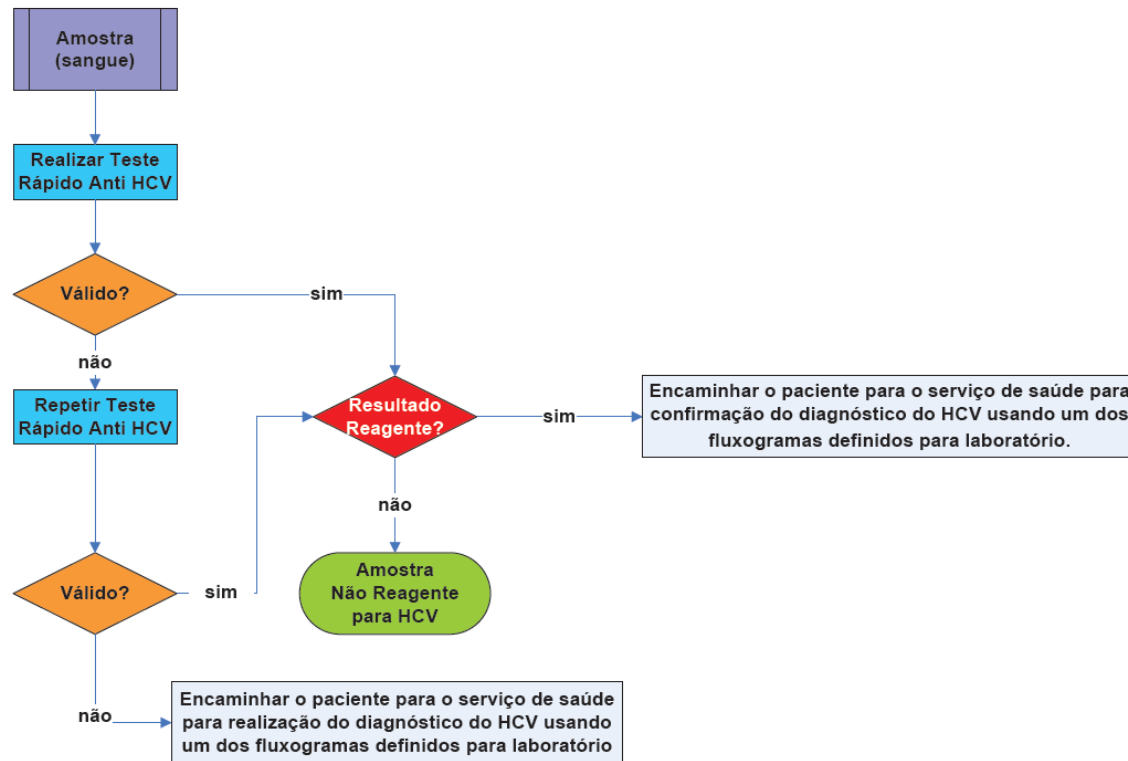 Amostra
(sangue)
Realizar Teste
Rápido Anti HCV
Válido?
sim
não
Repetir Teste
Rápido Anti HCV
Resultado
Reagente?
sim
Encaminhar o paciente para o serviço de saúde para
confirmação do diagnóstico do HCV usando um dos
fluxogramas definidos para laboratório.
não
Amostra
Não Reagente
para HCV
Válido?
sim
não
Encaminhar o paciente para o serviço de saúde
para realização do diagnóstico do HCV usando
um dos fluxogramas definidos para laboratório